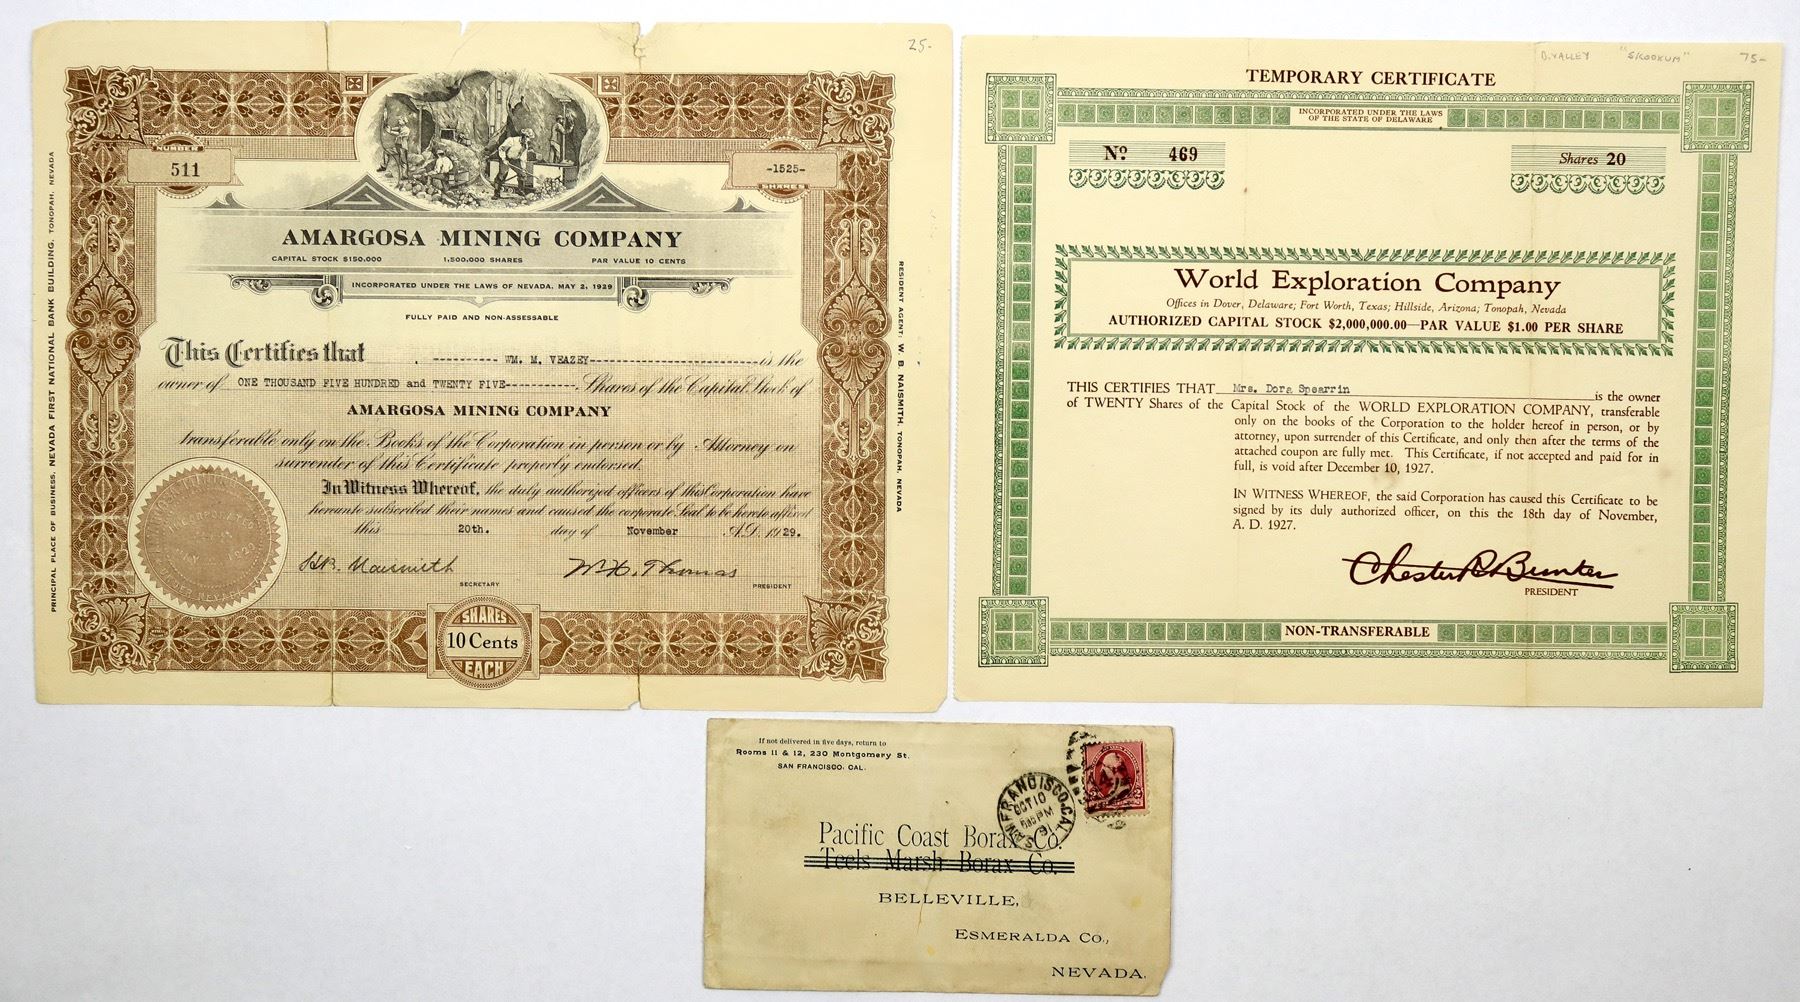 25-
NUMBER
511
-1525-
SHARES
AMARGOSA MINING COMPANY
CAPITAL STOCK $150.000
1,500,000 SHARES
PAR VALUE 10 CENTS
INCORPORATED UNDER THE LAWS OF NEVADA, MAY 2, 1929
FULLY PAID AND NON-ASSESSABLE
This Certifies that ---------- WM. M. VEAZEY-------------------------is the
owner of ONE THOUSAND FIVE HUNDRED and TWENTY FIVE---------- Shares of the Capital Stock of
AMARGOSA MINING COMPANY
transferable only on the Books of the Corporation in person or by Attorney on
surrender of this Certificate properly endorsed.
In Witness Whereof, the duly authorized officers of this Corporation have
hereunto subscribed their names and caused the corporate Seal to be hereto affixed
this 20th. day of November A.D. 1929.
H.R. Naismith
SECRETARY
W.H. Thomas
PRESIDENT
SHARES
10 Cents
EACH
PRINCIPAL PLACE OF BUSINESS, NEVADA FIRST NATIONAL BANK BUILDING, TONOPAH, NEVADA
RESIDENT AGENT: W. B. NAISMITH, TONOPAH, NEVADA
INCORPORATED
D. VALLEY "SKOOKUM" 75-
TEMPORARY CERTIFICATE
INCORPORATED UNDER THE LAWS
OF THE STATE OF DELAWARE
No 469
Shares 20
World Exploration Company
Offices in Dover, Delaware; Fort Worth, Texas; Hillside, Arizona; Tonopah, Nevada
AUTHORIZED CAPITAL STOCK $2,000,000.00—PAR VALUE $1.00 PER SHARE
THIS CERTIFIES THAT Mrs. Dora Spearrin is the owner
of TWENTY Shares of the Capital Stock of the WORLD EXPLORATION COMPANY, transferable
only on the books of the Corporation to the holder hereof in person, or by
attorney, upon surrender of this Certificate, and only then after the terms of the
attached coupon are fully met. This Certificate, if not accepted and paid for in
full, is void after December 10, 1927.
IN WITNESS WHEREOF, the said Corporation has caused this Certificate to be
signed by its duly authorized officer, on this the 18th day of November,
A. D. 1927.
Chester R. Bunker
PRESIDENT
NON-TRANSFERABLE
If not delivered in five days, return to
Rooms 11 & 12, 230 Montgomery St.
SAN FRANCISCO, CAL.
SAN FRANCISCO, CAL.
OCT 10
PM
91
Pacific Coast Borax Co.
Teels Marsh Borax Co.
BELLEVILLE,
ESMERALDA CO.,
NEVADA.